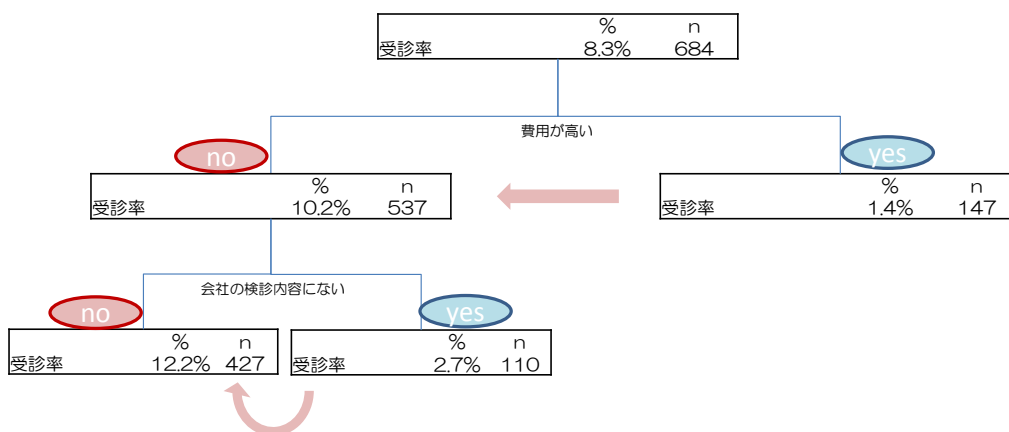 % n
受診率 8.3% 684
費用が高い
no
yes
% n
受診率 10.2% 537
% n
受診率 1.4% 147
会社の検診内容にない
no
yes
% n
受診率 12.2% 427
% n
受診率 2.7% 110